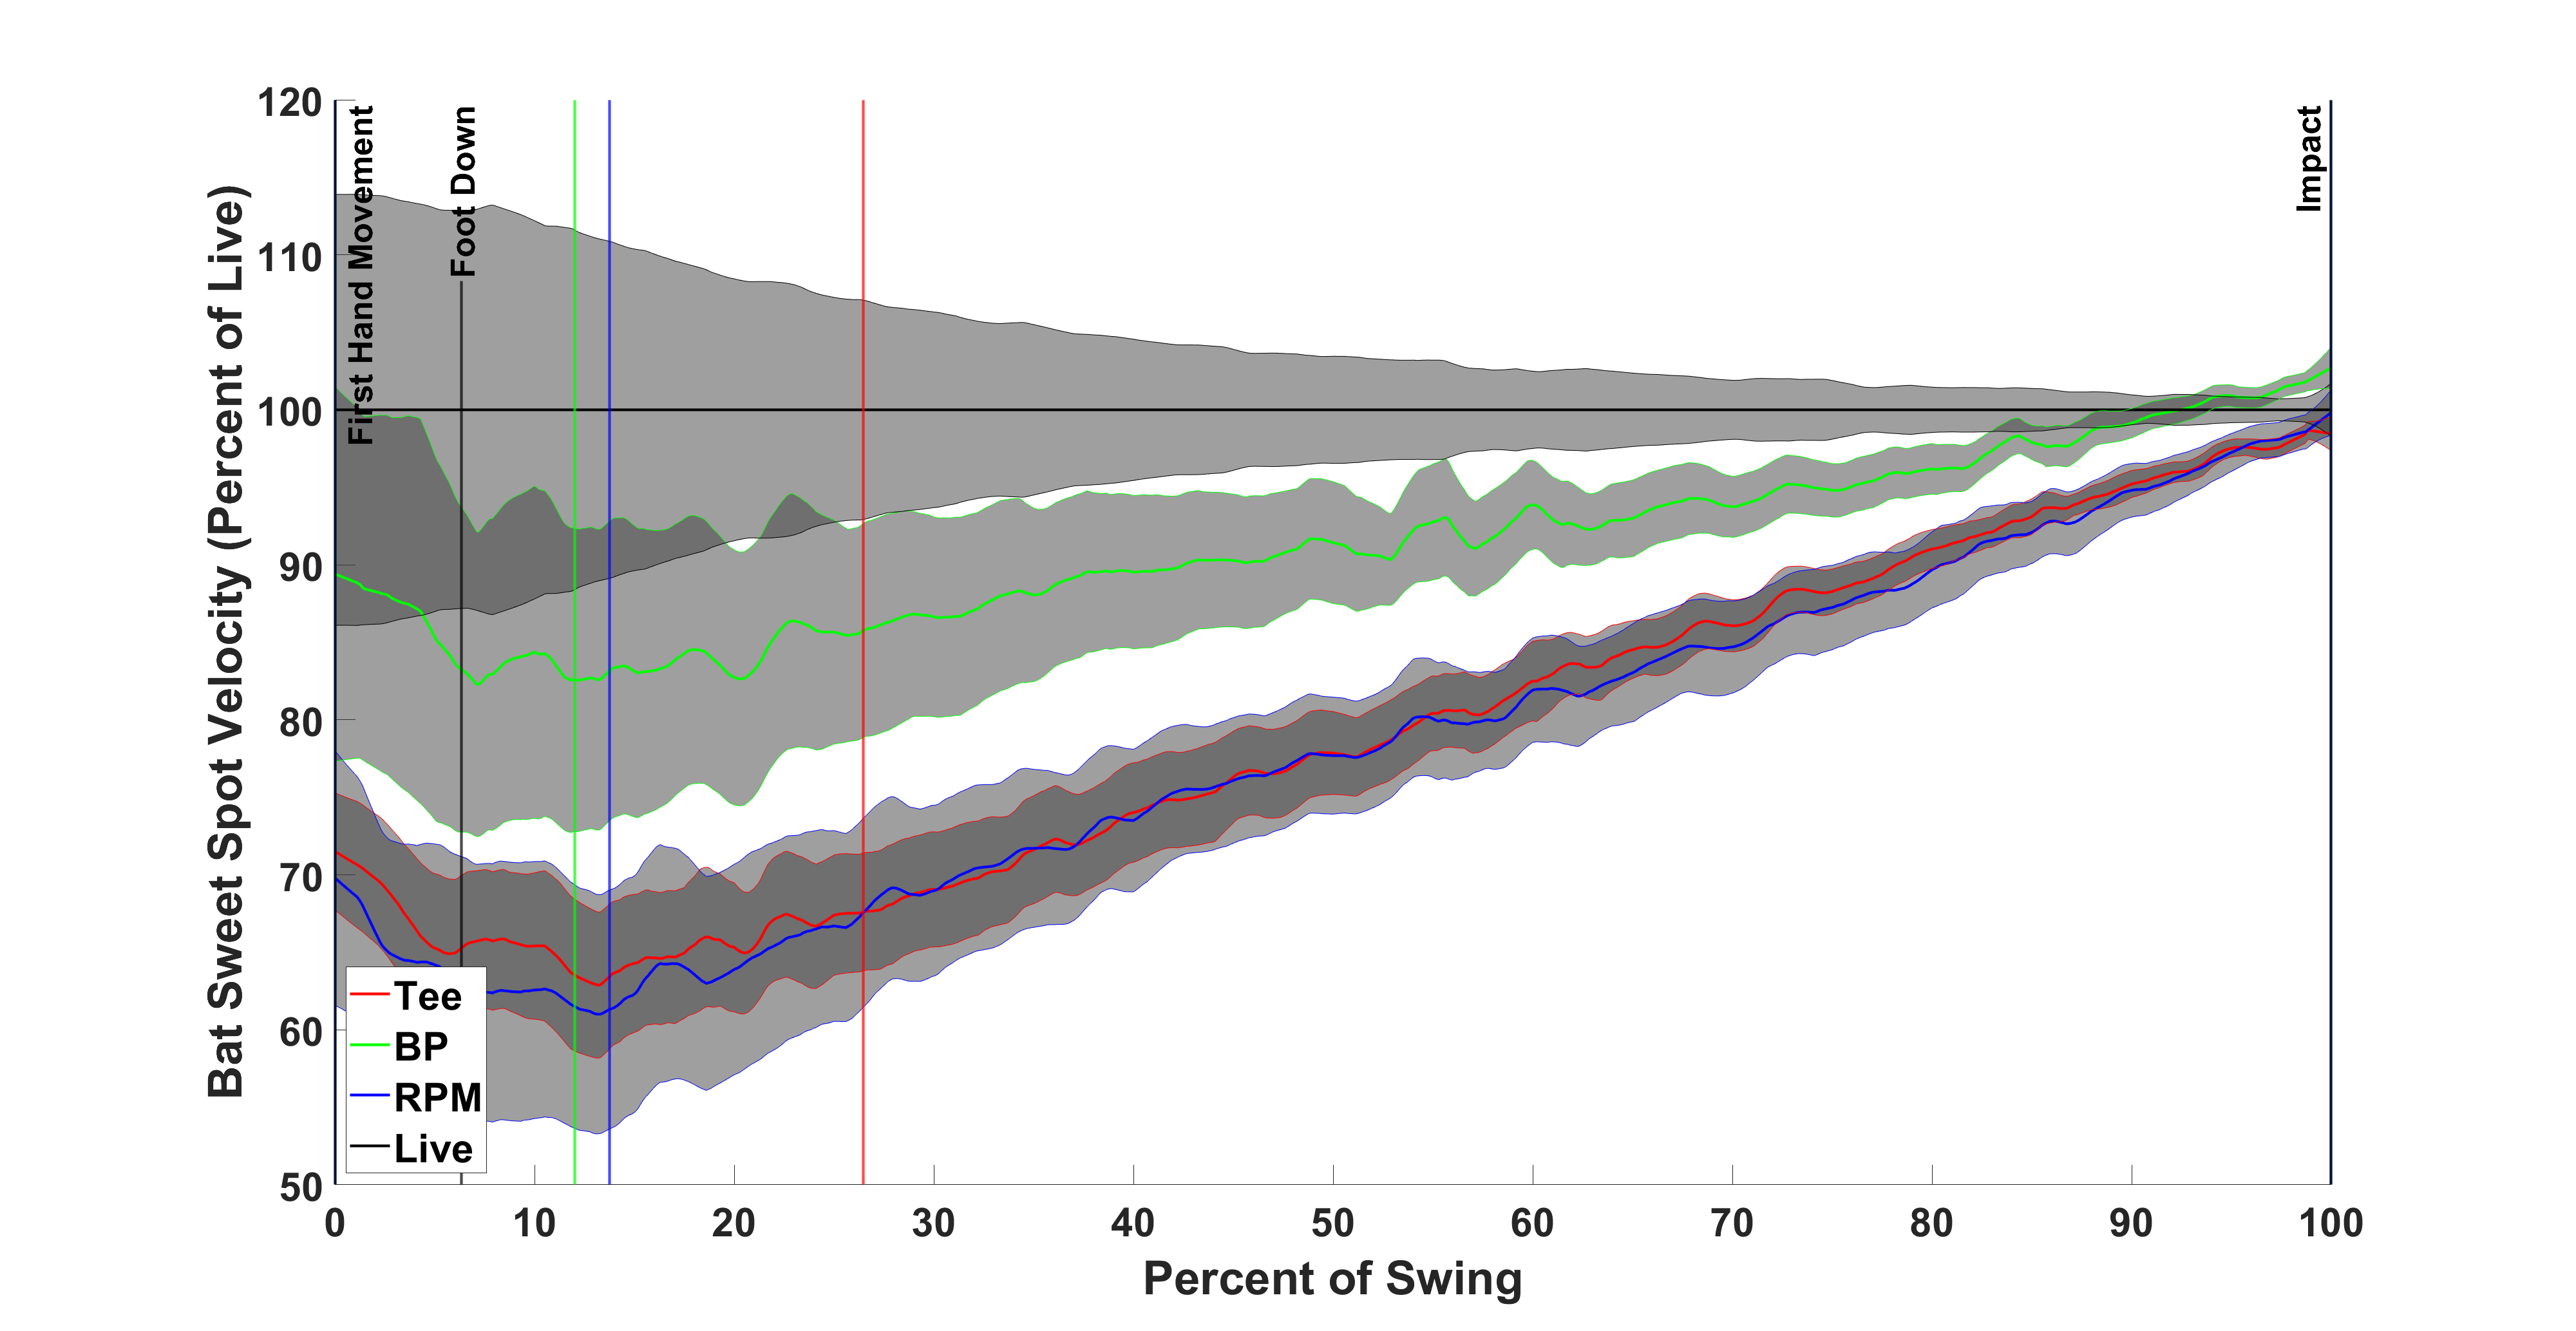 Bat Sweet Spot Velocity (Percent of Live)
120
110
100
90
80
70
60
50
First Hand Movement
Foot Down
Impact
Tee
BP
RPM
Live
0 10 20 30 40 50 60 70 80 90 100
Percent of Swing